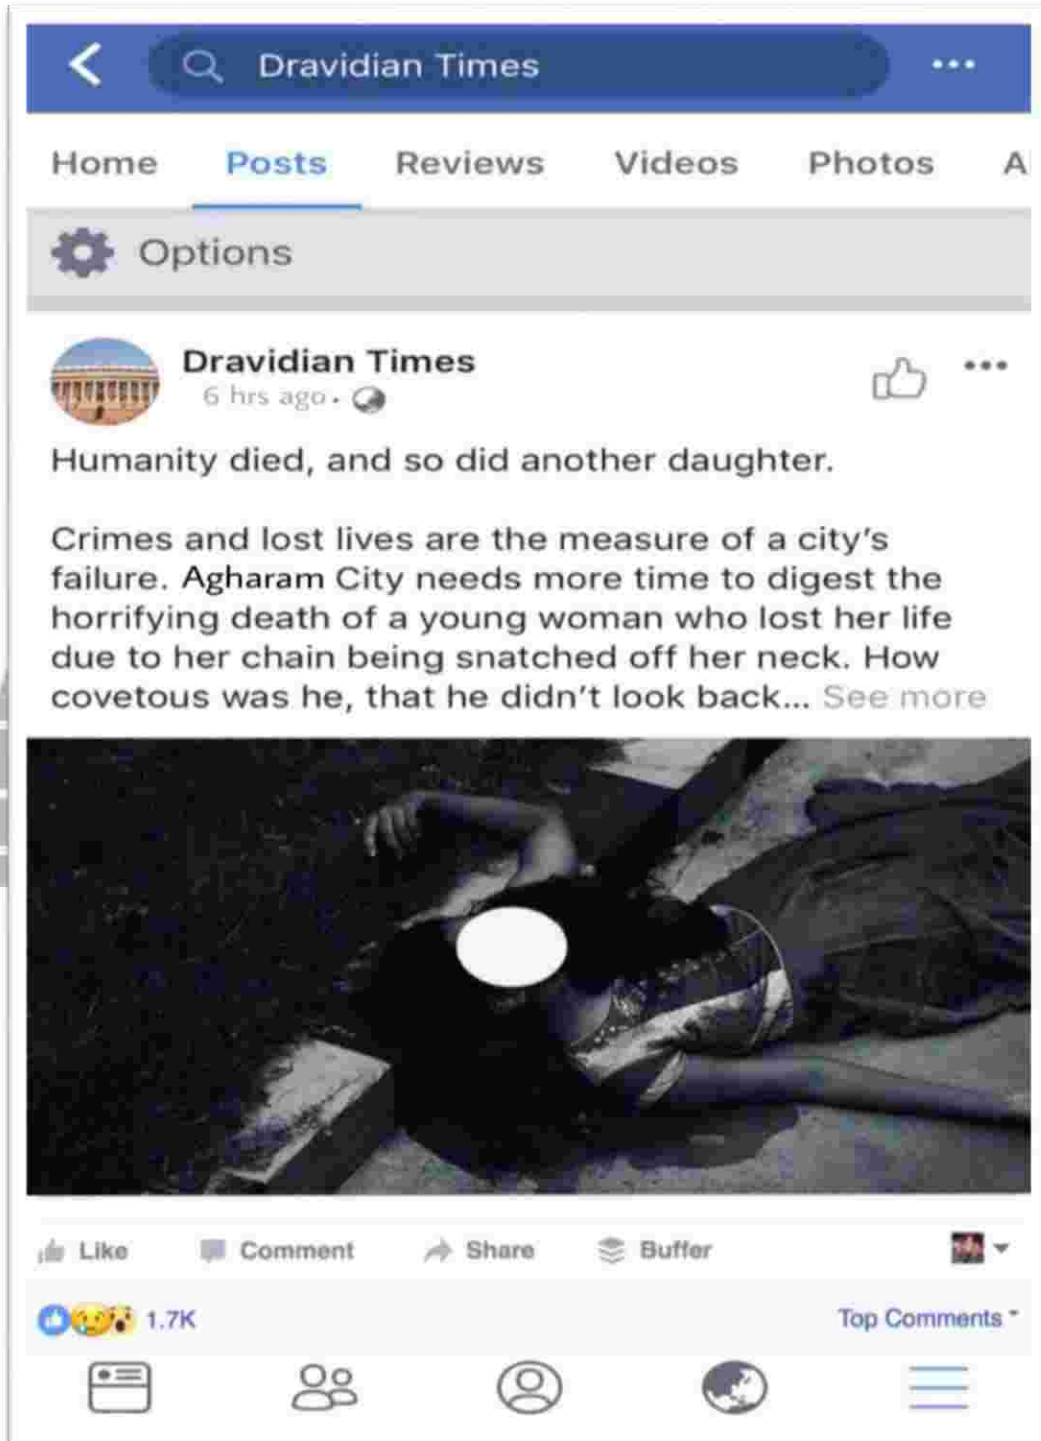 Dravidian Times
Home Posts Reviews Videos Photos A
Options
Dravidian Times
6 hrs ago
Humanity died, and so did another daughter.
Crimes and lost lives are the measure of a city's
failure. Agharam City needs more time to digest the
horrifying death of a young woman who lost her life
due to her chain being snatched off her neck. How
covetous was he, that he didn't look back... See more
Like Comment Share Buffer
1.7K Top Comments